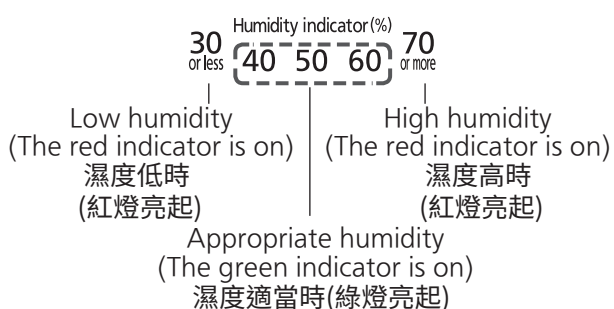 Humidity indicator (%)
30 or less
40 50 60
70 or more
Low humidity
(The red indicator is on)
濕度低時
(紅燈亮起)
High humidity
(The red indicator is on)
濕度高時
(紅燈亮起)
Appropriate humidity
(The green indicator is on)
濕度適當時(綠燈亮起)